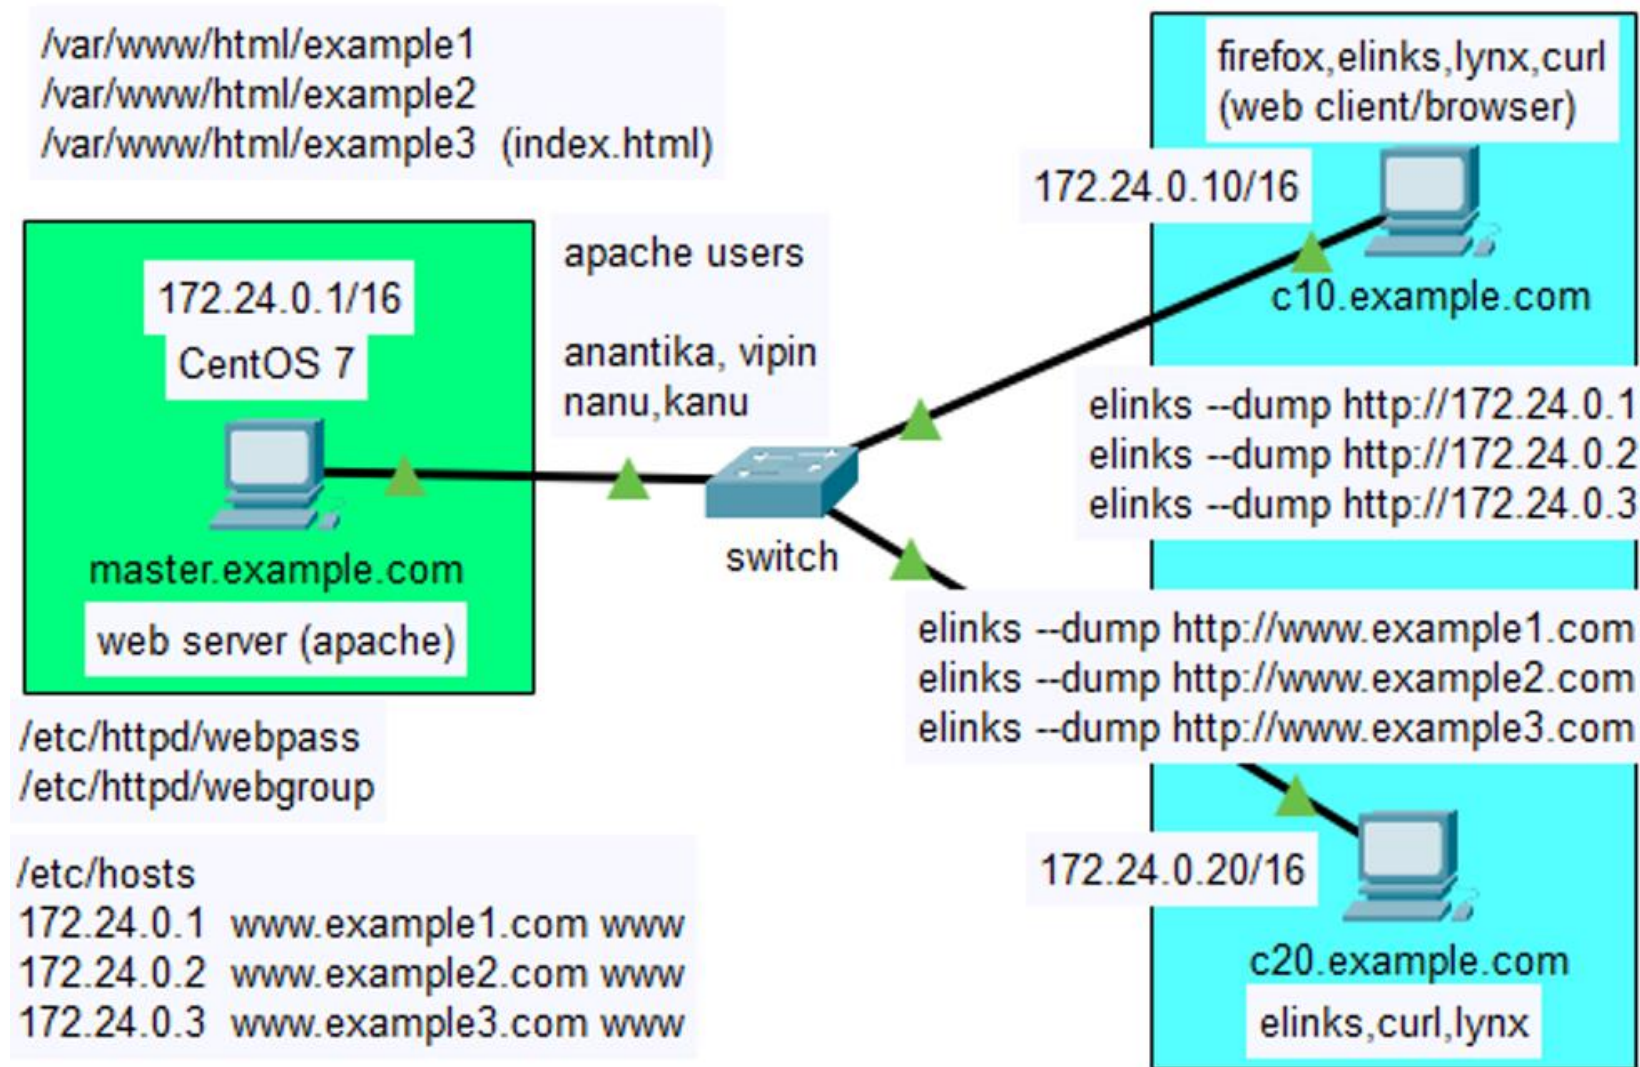 /var/www/html/example1
/var/www/html/example2
/var/www/html/example3  (index.html)
firefox,elinks,lynx,curl
(web client/browser)
172.24.0.10/16
c10.example.com
172.24.0.1/16
CentOS 7
master.example.com
web server (apache)
apache users
anantika, vipin
nanu,kanu
switch
elinks --dump http://172.24.0.1
elinks --dump http://172.24.0.2
elinks --dump http://172.24.0.3
elinks --dump http://www.example1.com
elinks --dump http://www.example2.com
elinks --dump http://www.example3.com
/etc/httpd/webpass
/etc/httpd/webgroup
/etc/hosts
172.24.0.1  www.example1.com www
172.24.0.2  www.example2.com www
172.24.0.3  www.example3.com www
172.24.0.20/16
c20.example.com
elinks,curl,lynx